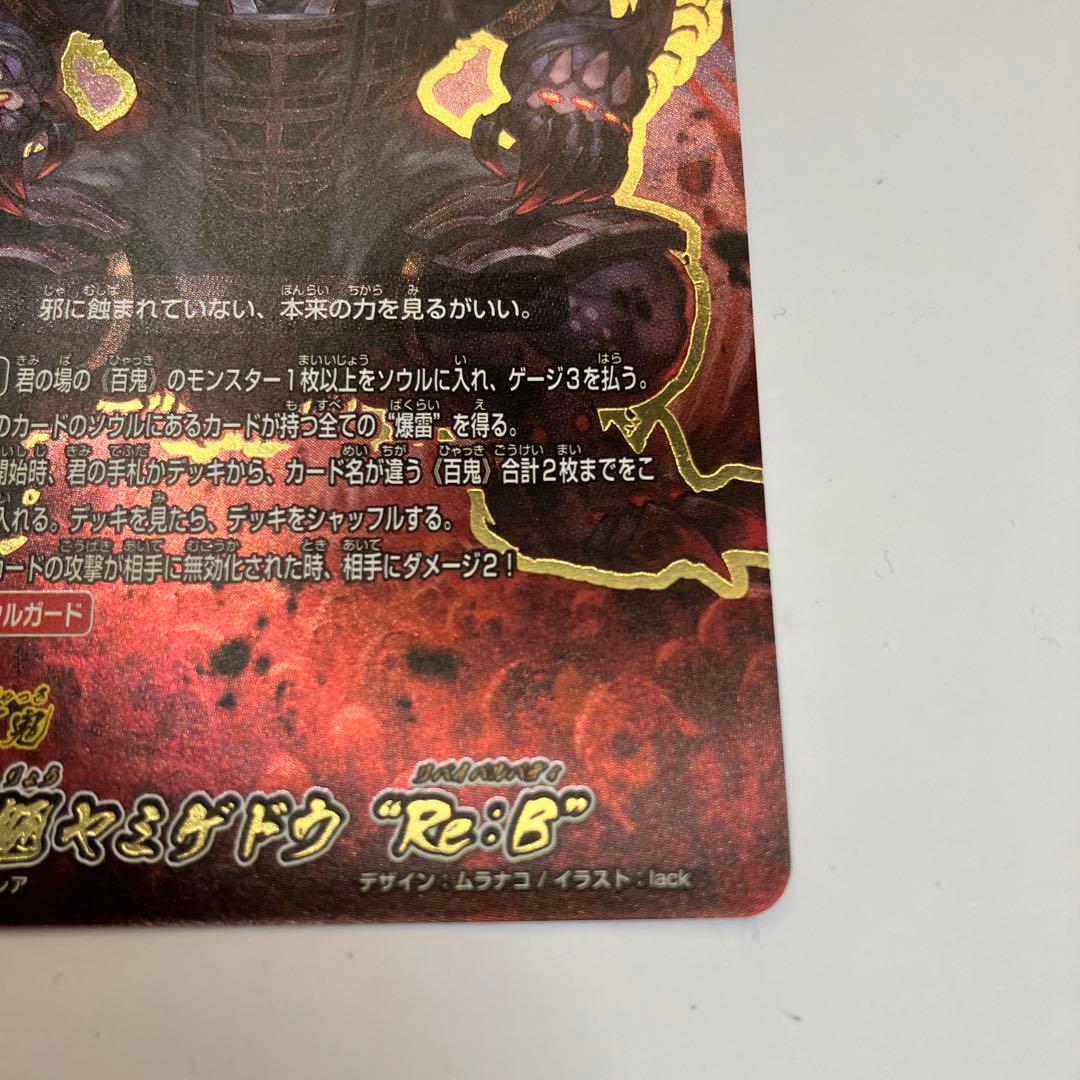 邪に蝕まれていない、本来の力を見るがいい。
君の場の《百鬼》のモンスター1枚以上をソウルに入れ、ゲージ3を払う。
のカードのソウルにあるカードが持つ全ての“爆雷”を得る。
開始時、君の手札かデッキから、カード名が違う《百鬼》合計2枚までをこ
入れる。デッキを見たら、デッキをシャッフルする。
カードの攻撃が相手に無効化された時、相手にダメージ2！
ルガード
鬼
ヤミゲドウ “Re:B”
レア
デザイン:ムラナコ / イラスト:lack